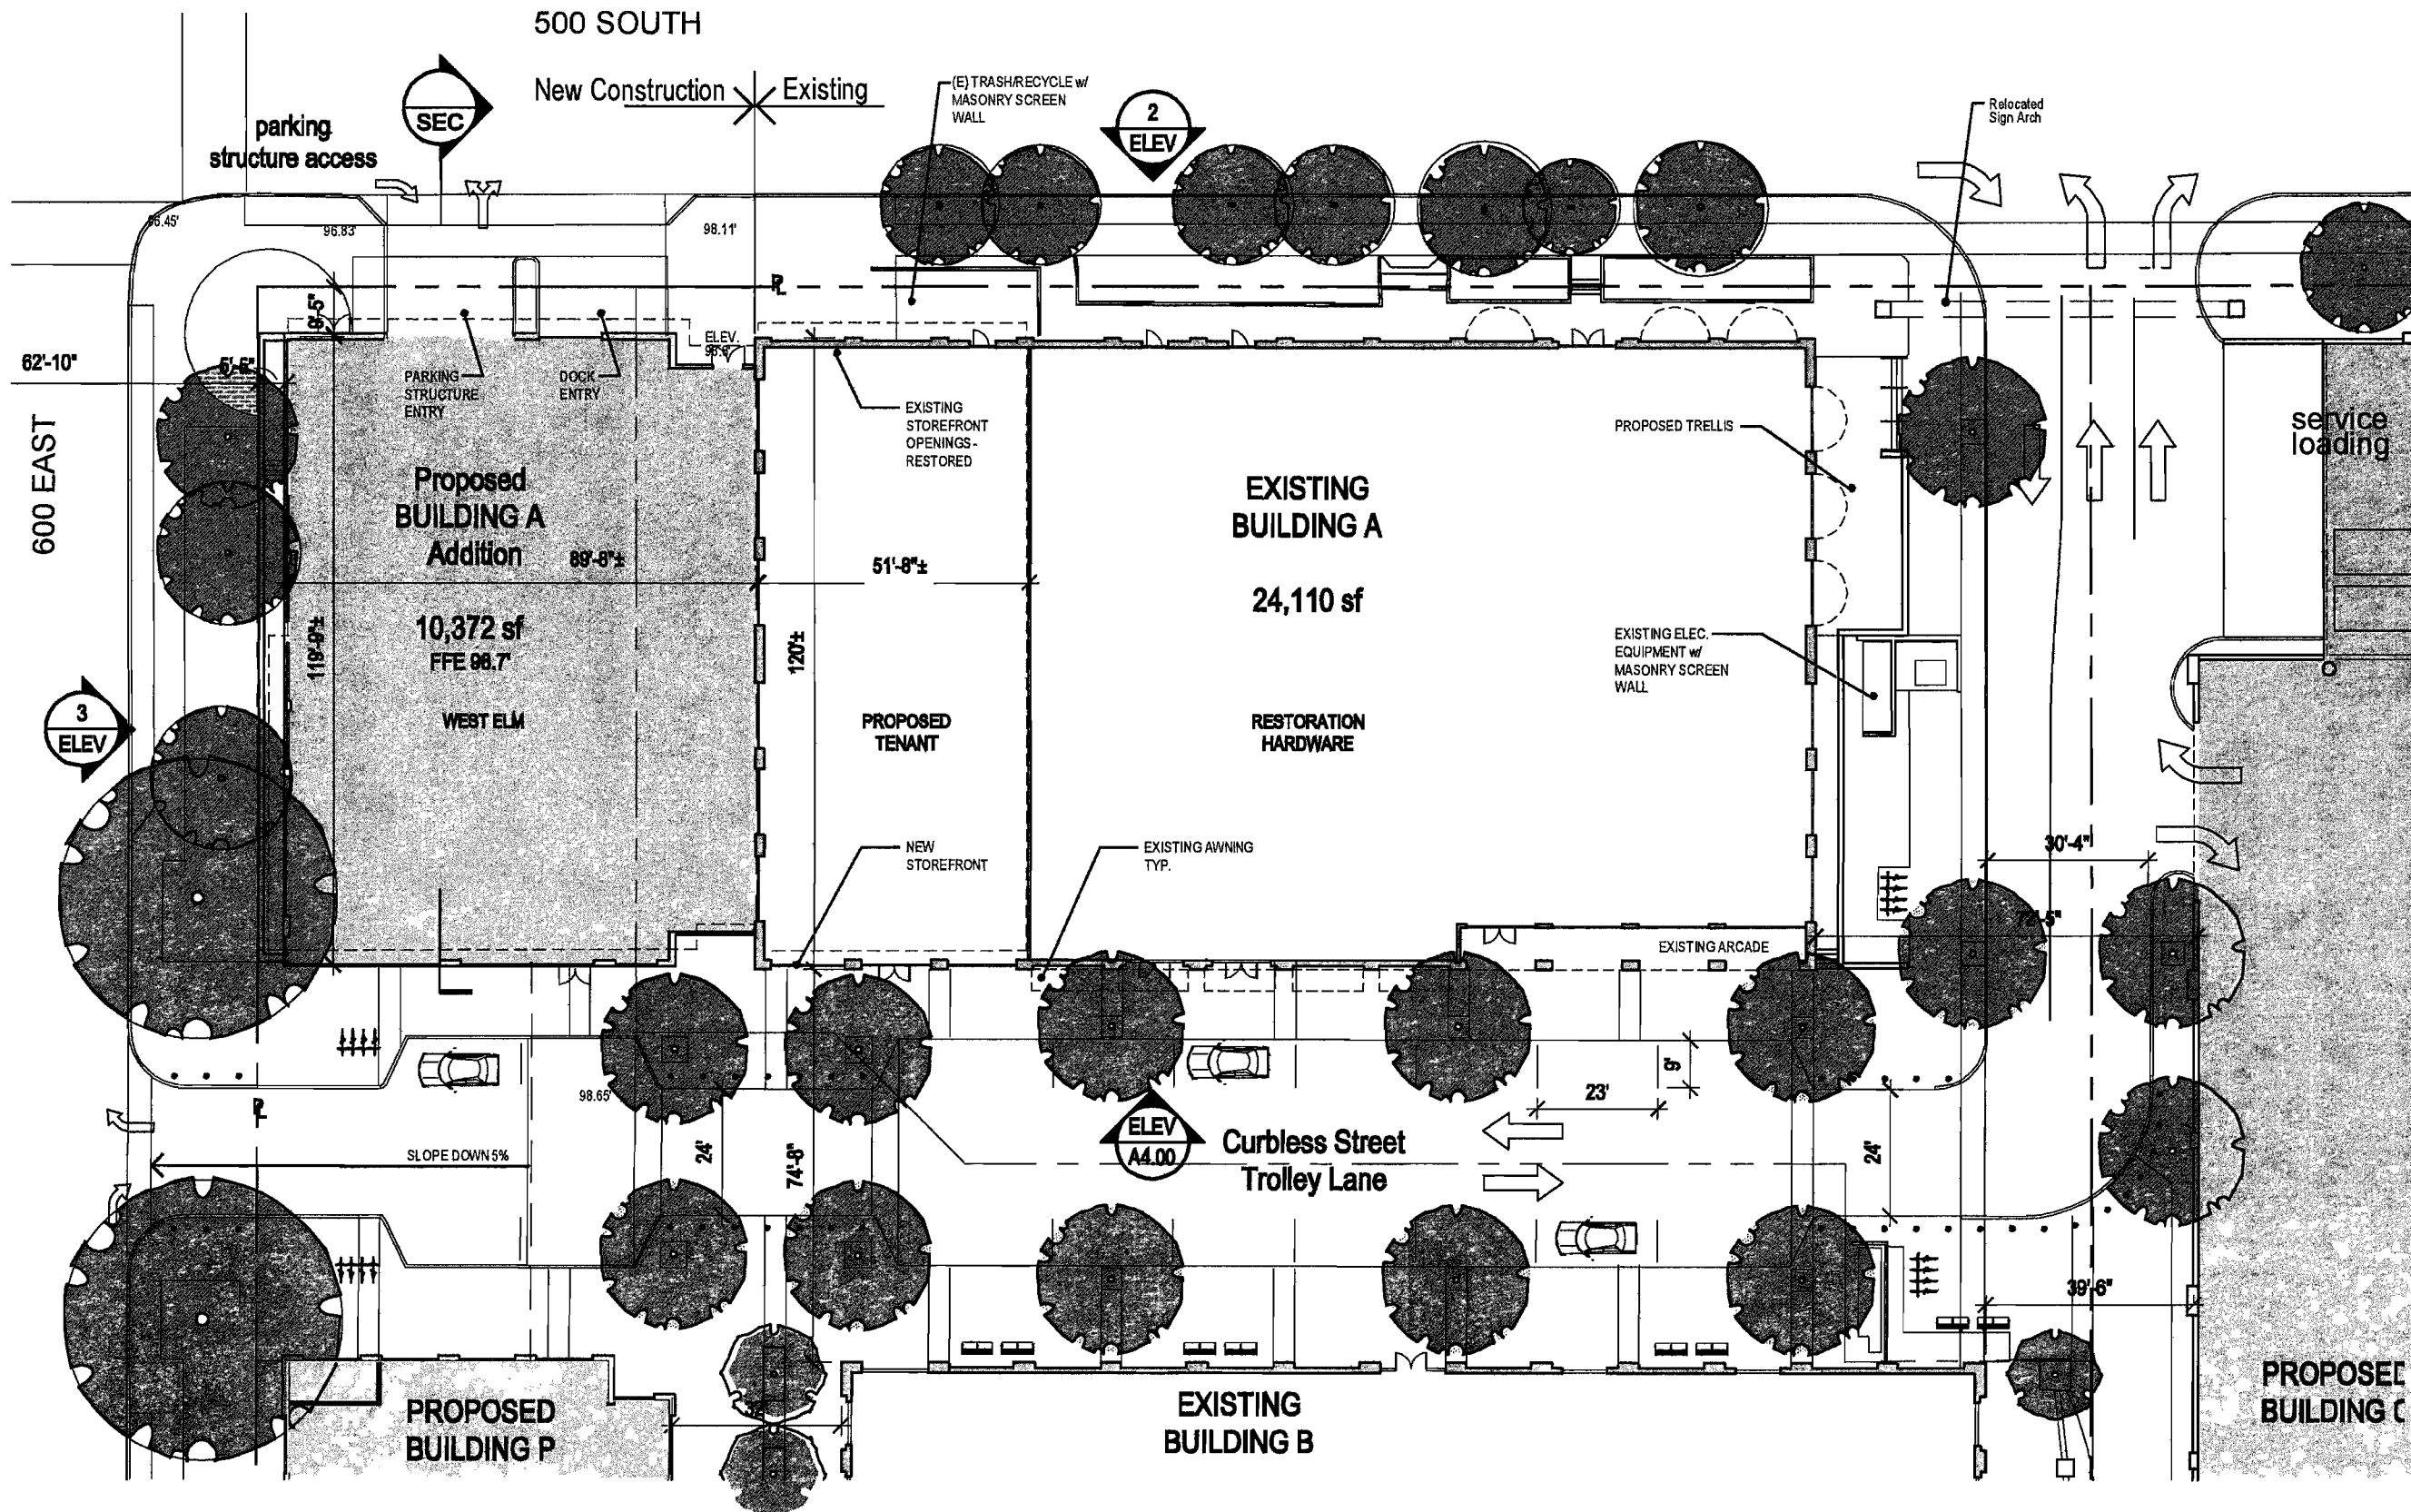 500 SOUTH
New Construction
Existing
SEC
parking
structure access
(E) TRASH/RECYCLE w/
MASONRY SCREEN
WALL
2
ELEV
Relocated
Sign Arch
96.83'
98.11'
PL
62'-10"
600 EAST
ELEV.
PARKING
STRUCTURE
ENTRY
DOCK
ENTRY
EXISTING
STOREFRONT
OPENINGS -
RESTORED
PROPOSED TRELLIS
service
loading
Proposed
BUILDING A
Addition
89'-8"±
51'-8"±
EXISTING
BUILDING A
24,110 sf
10,372 sf
FFE 98.7'
119'-9"±
120'±
EXISTING ELEC.
EQUIPMENT w/
MASONRY SCREEN
WALL
3
ELEV
WEST ELM
PROPOSED
TENANT
RESTORATION
HARDWARE
NEW
STOREFRONT
EXISTING AWNING
TYP.
30'-4"
EXISTING ARCADE
9'
23'
98.65'
PL
SLOPE DOWN 5%
24'
74'-8"
ELEV
A4.00
Curbless Street
Trolley Lane
24'
39'-6"
PROPOSED
BUILDING P
EXISTING
BUILDING B
PROPOSED
BUILDING C